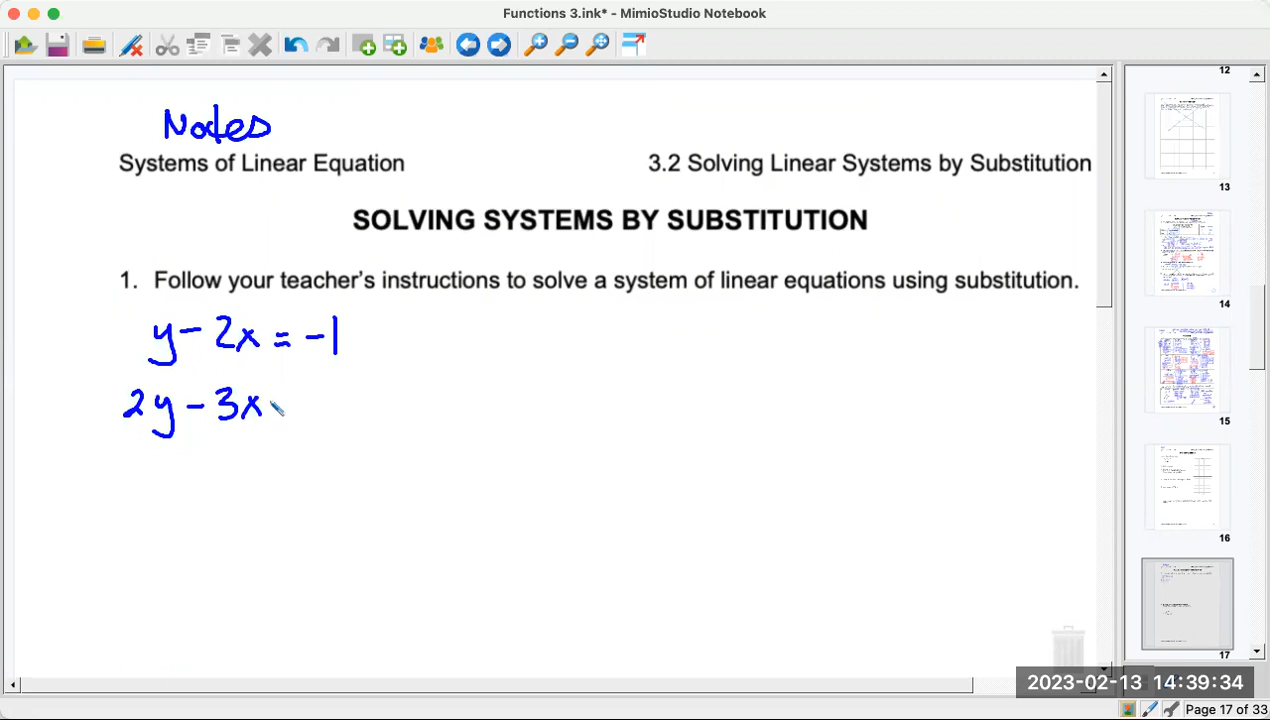 Functions 3.ink* - MimioStudio Notebook
Notes
Systems of Linear Equation
3.2 Solving Linear Systems by Substitution
SOLVING SYSTEMS BY SUBSTITUTION
1. Follow your teacher's instructions to solve a system of linear equations using substitution.
y - 2x = -1
2y - 3x
12
13
14
15
16
17
2023-02-13 14:39:34
Page 17 of 33